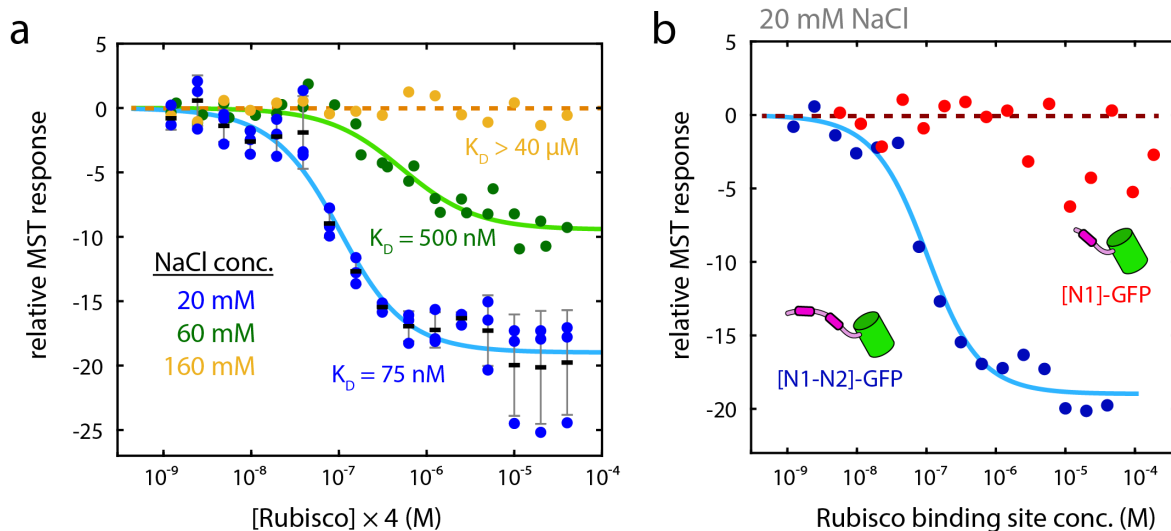 a
5
0
-5
-10
-15
-20
-25
relative MST response
K_D > 40 μM
K_D = 500 nM
K_D = 75 nM
NaCl conc.
20 mM
60 mM
160 mM
10⁻⁹ 10⁻⁸ 10⁻⁷ 10⁻⁶ 10⁻⁵ 10⁻⁴
[Rubisco] × 4 (M)
b
20 mM NaCl
5
0
-5
-10
-15
-20
relative MST response
[N1]-GFP
[N1-N2]-GFP
10⁻⁹ 10⁻⁸ 10⁻⁷ 10⁻⁶ 10⁻⁵ 10⁻⁴
Rubisco binding site conc. (M)